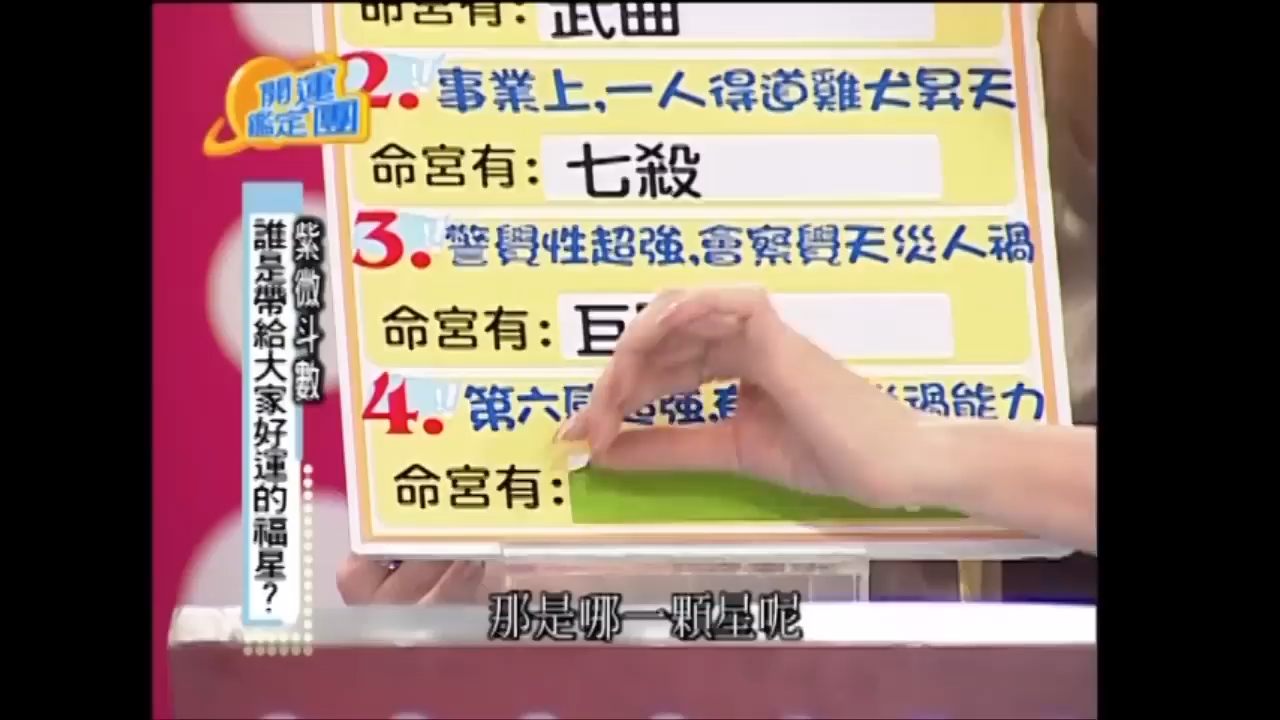 命宮有：武曲
開運
鑑定團
2. 事業上,一人得道雞犬昇天
命宮有：七殺
紫微斗數
誰是帶給大家好運的福星？
3. 警覺性超強,會察覺天災人禍
命宮有：巨
4. 第六感超強,禍能力
命宮有：
那是哪一顆星呢